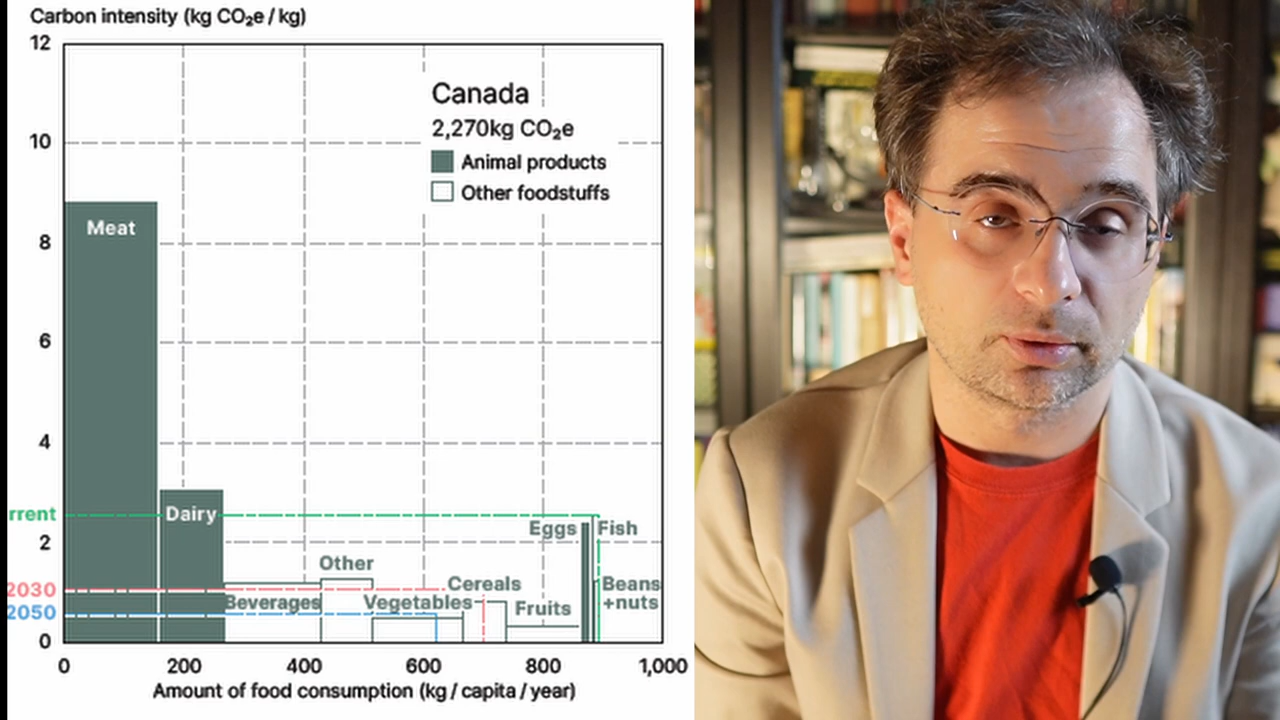 Carbon intensity (kg CO₂e / kg)
12
10
8
6
4
2
0
Canada
2,270kg CO₂e
Animal products
Other foodstuffs
Meat
rrent
Dairy
Eggs
Fish
Other
2030
Cereals
Beans
+nuts
2050
Beverages
Vegetables
Fruits
0 200 400 600 800 1,000
Amount of food consumption (kg / capita / year)